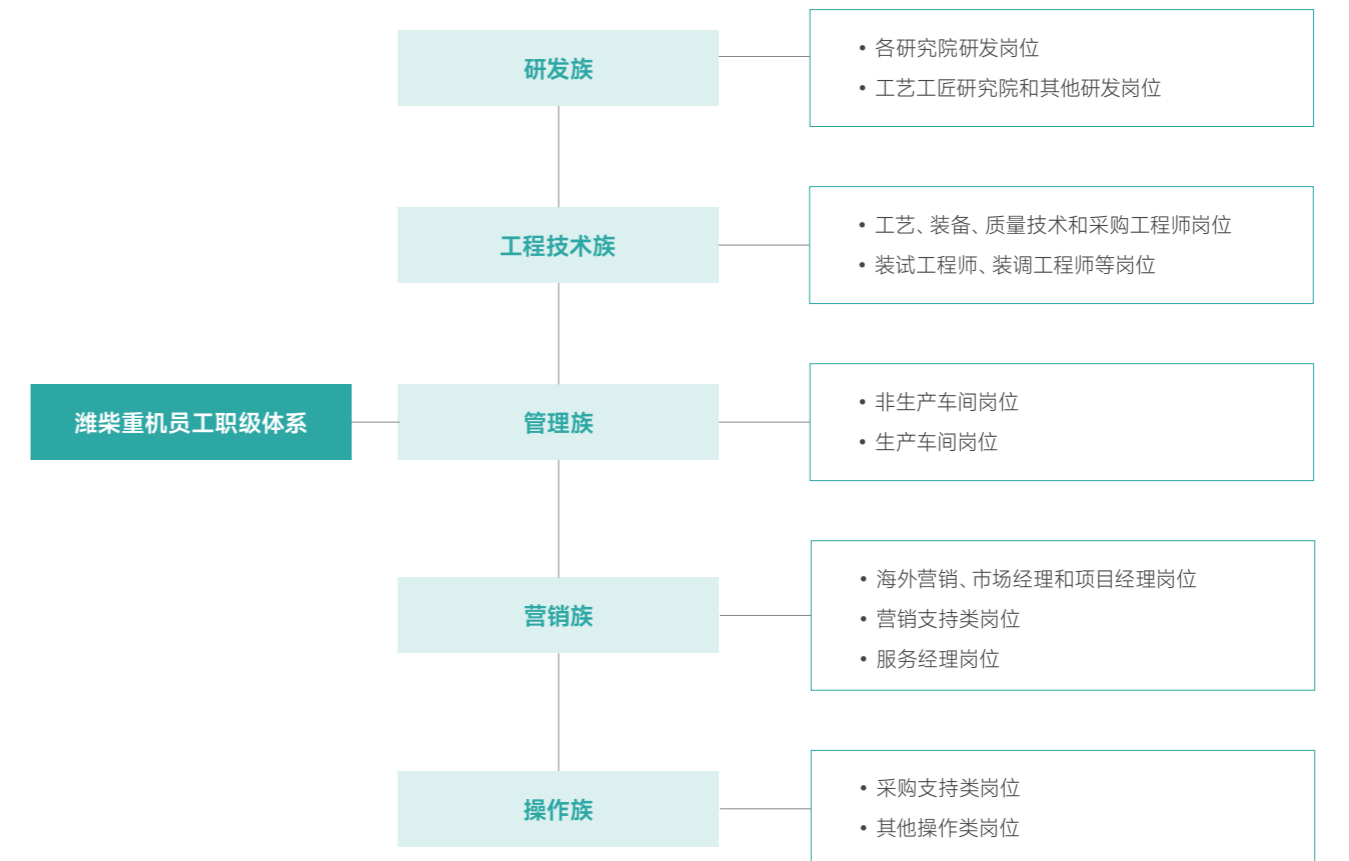 研发族
• 各研究院研发岗位
• 工艺工匠研究院和其他研发岗位
工程技术族
• 工艺、装备、质量技术和采购工程师岗位
• 装试工程师、装调工程师等岗位
潍柴重机员工职级体系
管理族
• 非生产车间岗位
• 生产车间岗位
营销族
• 海外营销、市场经理和项目经理岗位
• 营销支持类岗位
• 服务经理岗位
操作族
• 采购支持类岗位
• 其他操作类岗位